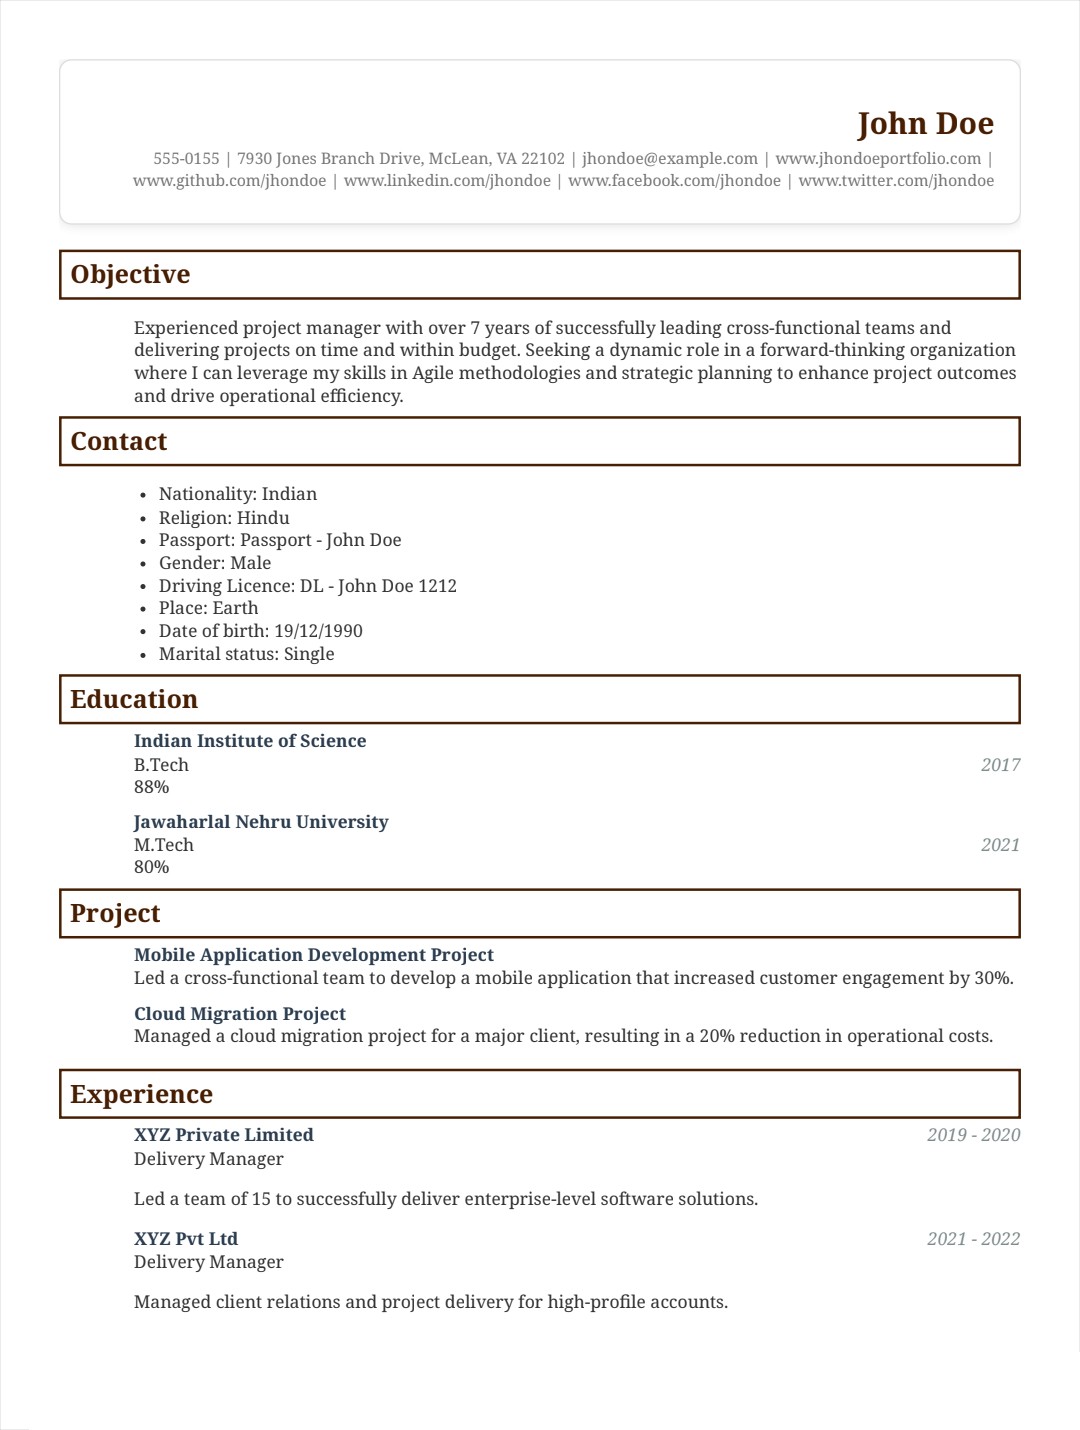 John Doe
555-0155 | 7930 Jones Branch Drive, McLean, VA 22102 | jhondoe@example.com | www.jhondoeportfolio.com |
www.github.com/jhondoe | www.linkedin.com/jhondoe | www.facebook.com/jhondoe | www.twitter.com/jhondoe
Objective
Experienced project manager with over 7 years of successfully leading cross-functional teams and
delivering projects on time and within budget. Seeking a dynamic role in a forward-thinking organization
where I can leverage my skills in Agile methodologies and strategic planning to enhance project outcomes
and drive operational efficiency.
Contact
• Nationality: Indian
• Religion: Hindu
• Passport: Passport - John Doe
• Gender: Male
• Driving Licence: DL - John Doe 1212
• Place: Earth
• Date of birth: 19/12/1990
• Marital status: Single
Education
Indian Institute of Science
B.Tech 2017
88%
Jawaharlal Nehru University
M.Tech 2021
80%
Project
Mobile Application Development Project
Led a cross-functional team to develop a mobile application that increased customer engagement by 30%.
Cloud Migration Project
Managed a cloud migration project for a major client, resulting in a 20% reduction in operational costs.
Experience
XYZ Private Limited 2019 - 2020
Delivery Manager
Led a team of 15 to successfully deliver enterprise-level software solutions.
XYZ Pvt Ltd 2021 - 2022
Delivery Manager
Managed client relations and project delivery for high-profile accounts.